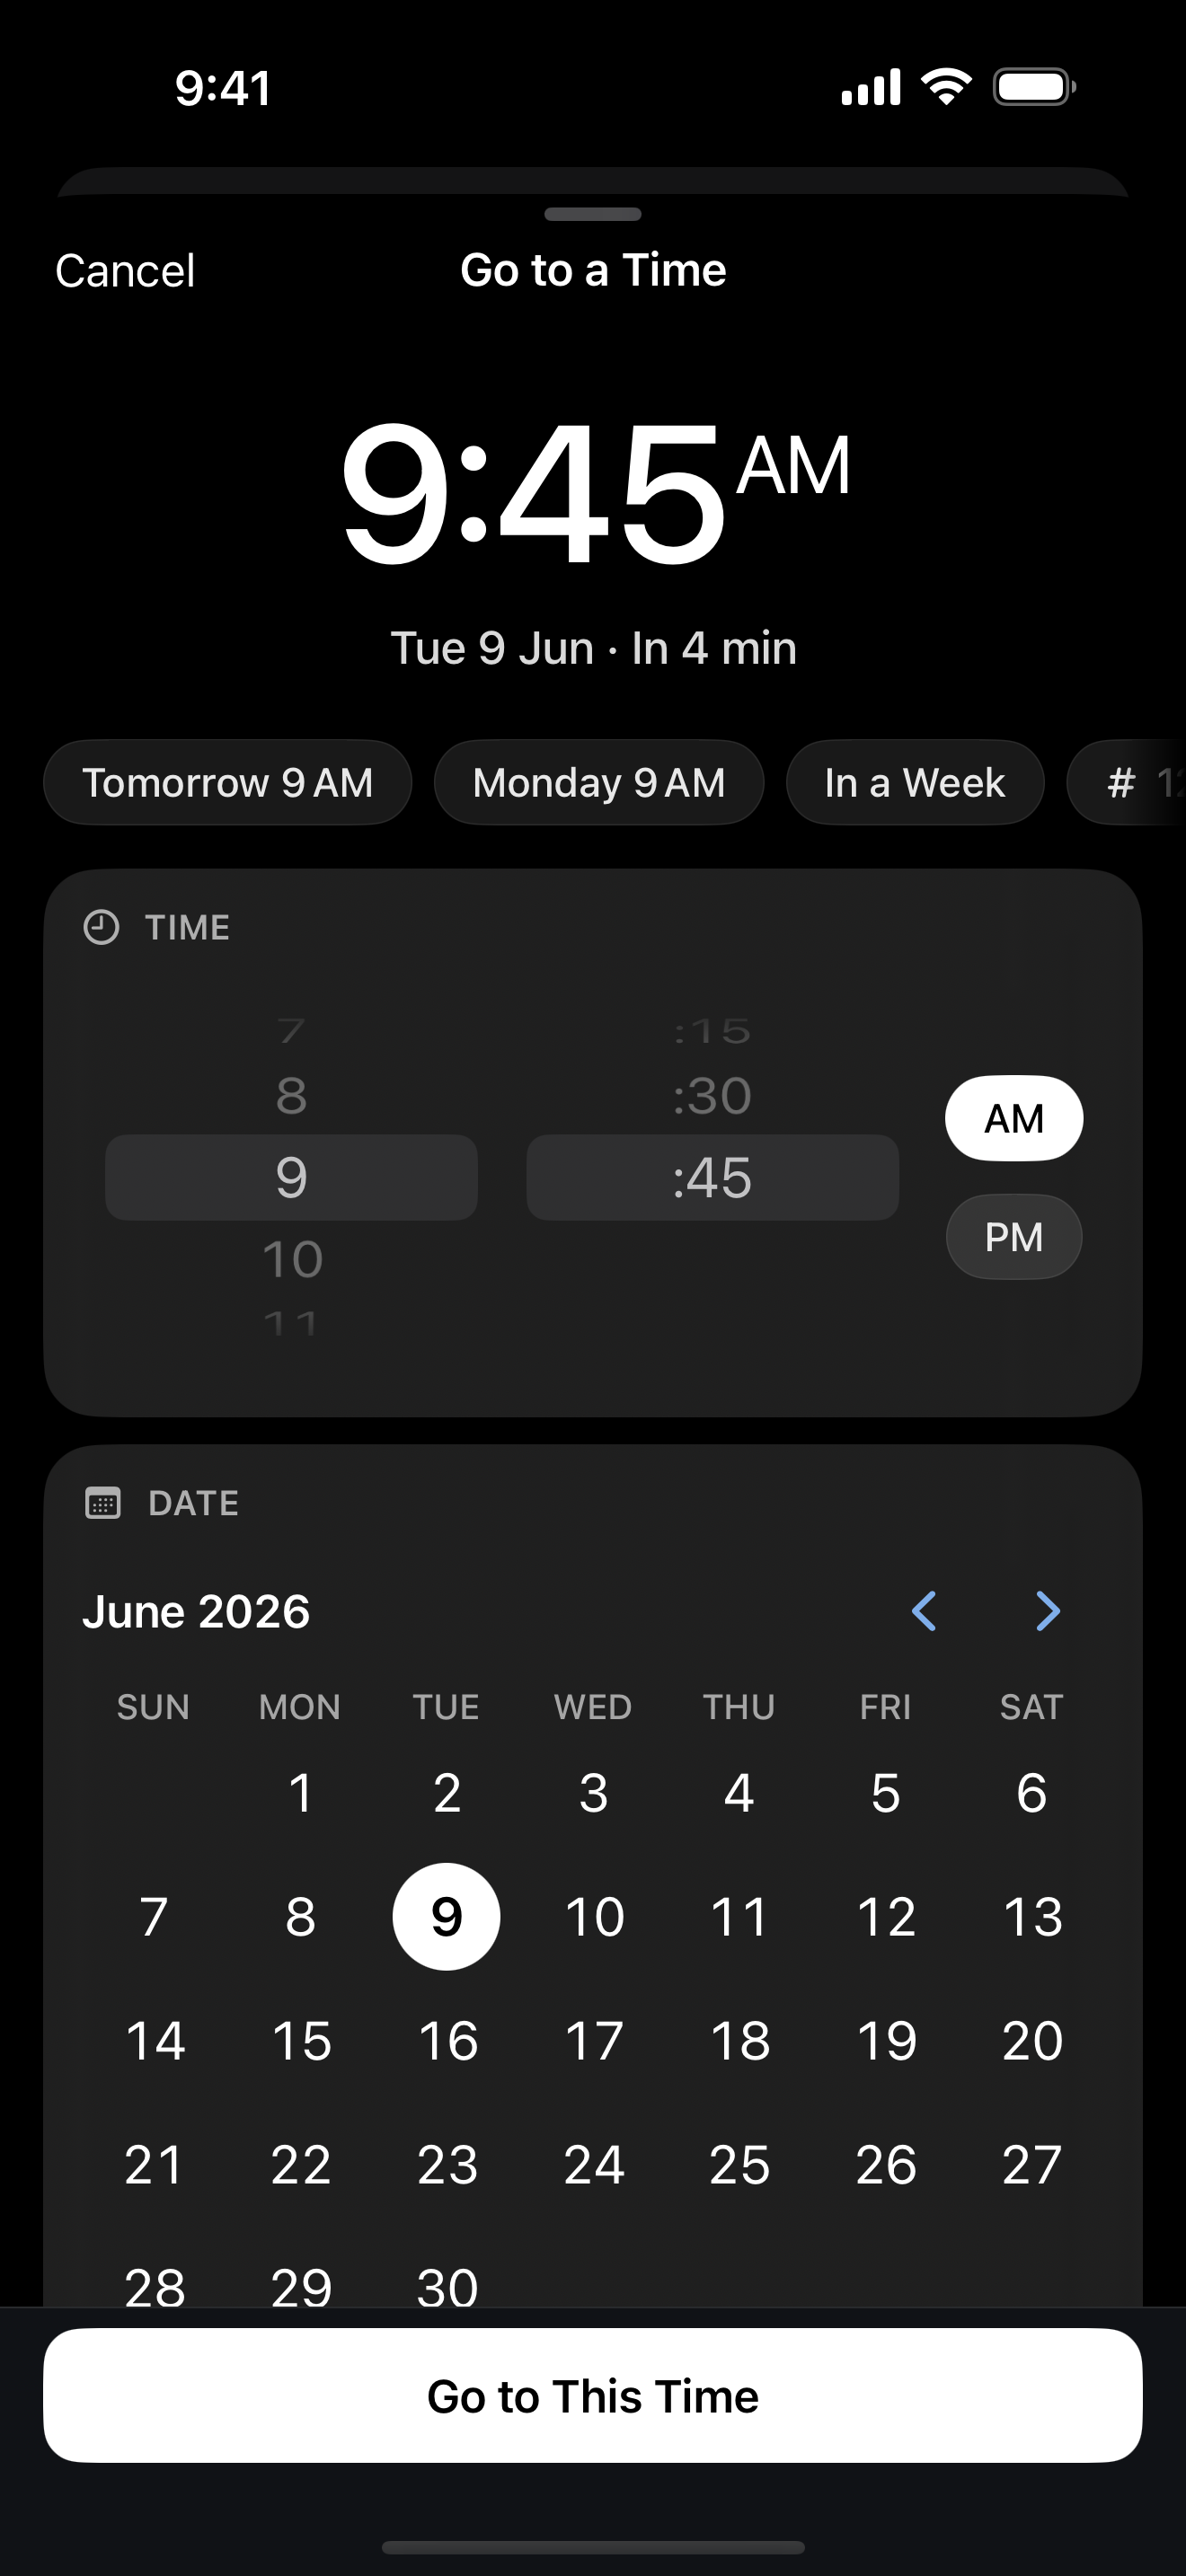 9:41
Cancel
Go to a Time
9:45 AM
Tue 9 Jun · In 4 min
Tomorrow 9 AM
Monday 9 AM
In a Week
#
TIME
7 :15
8 :30
9 :45
10
11
AM
PM
DATE
June 2026
SUN MON TUE WED THU FRI SAT
1 2 3 4 5 6
7 8 9 10 11 12 13
14 15 16 17 18 19 20
21 22 23 24 25 26 27
28 29 30
Go to This Time